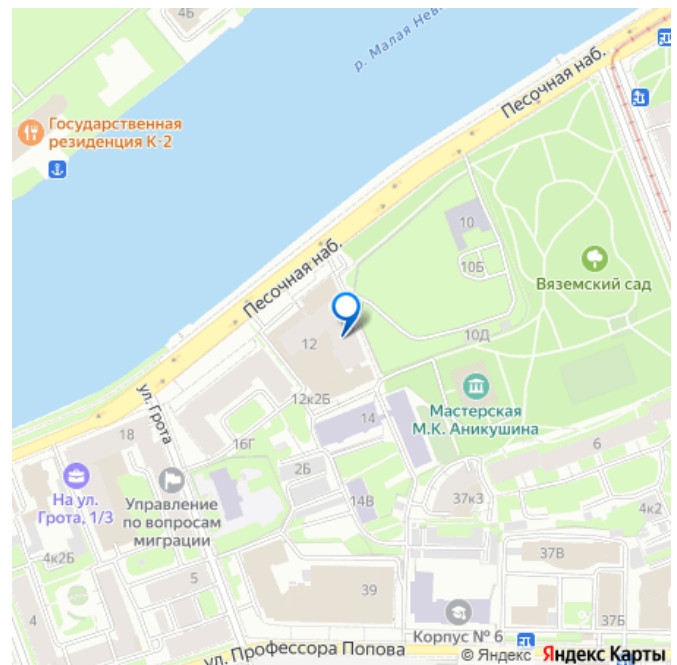 4Б
р. Малая Нев
Песочная наб.
Государственная
резиденция К-2
10
10Б
Вяземский сад
Песочная наб.
10Д
12
12к2Б
ул. Грота
14
Мастерская
М.К. Аникушина
18
16Г
6
2Б
На ул.
Грота, 1/3
Управление
по вопросам
миграции
14В
37к3
4к2
4к2Б
37В
5
39
4
37Б
Корпус № 6
ул. Профессора Попова
© Яндекс Яндекс Карты